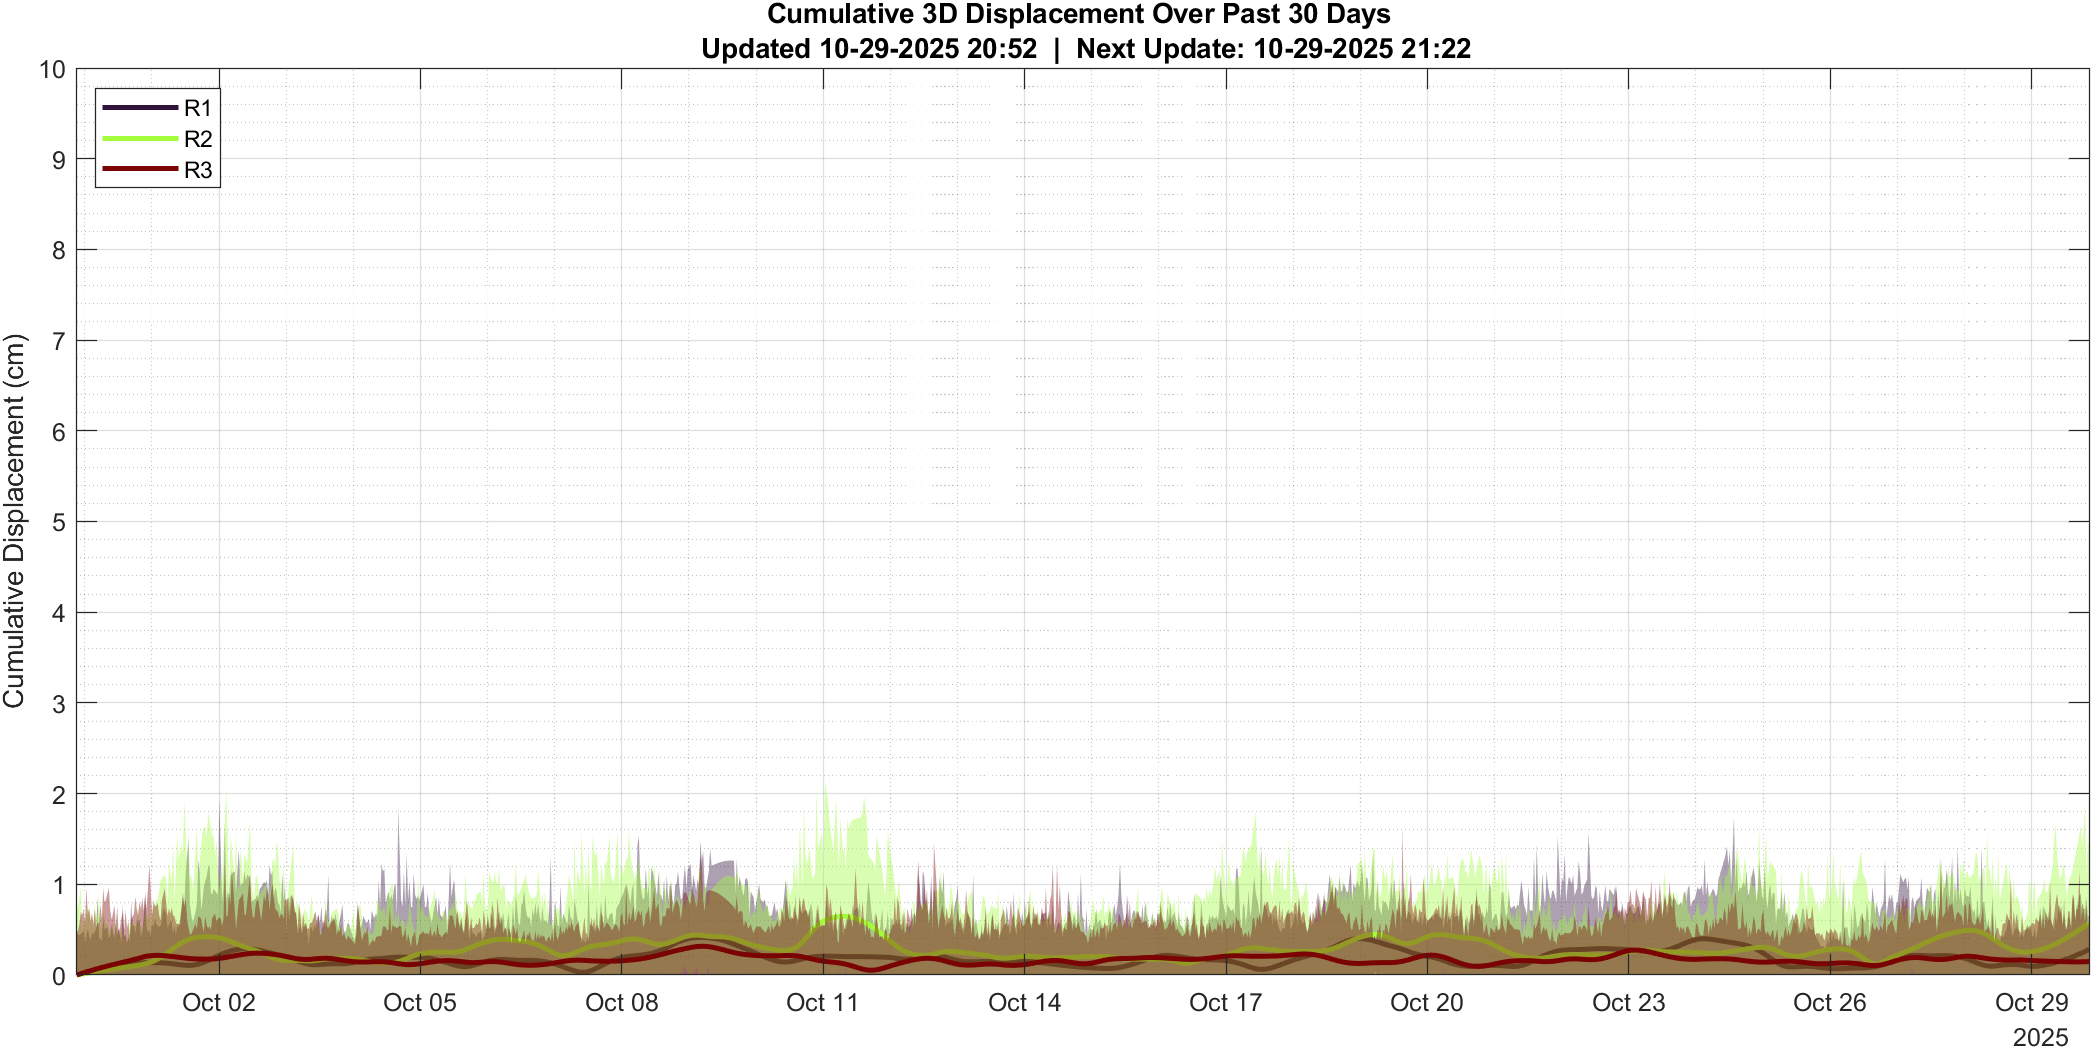 Cumulative 3D Displacement Over Past 30 Days
Updated 10-29-2025 20:52 | Next Update: 10-29-2025 21:22
Cumulative Displacement (cm)
10
9
8
7
6
5
4
3
2
1
0
R1
R2
R3
Oct 02
Oct 05
Oct 08
Oct 11
Oct 14
Oct 17
Oct 20
Oct 23
Oct 26
Oct 29
2025